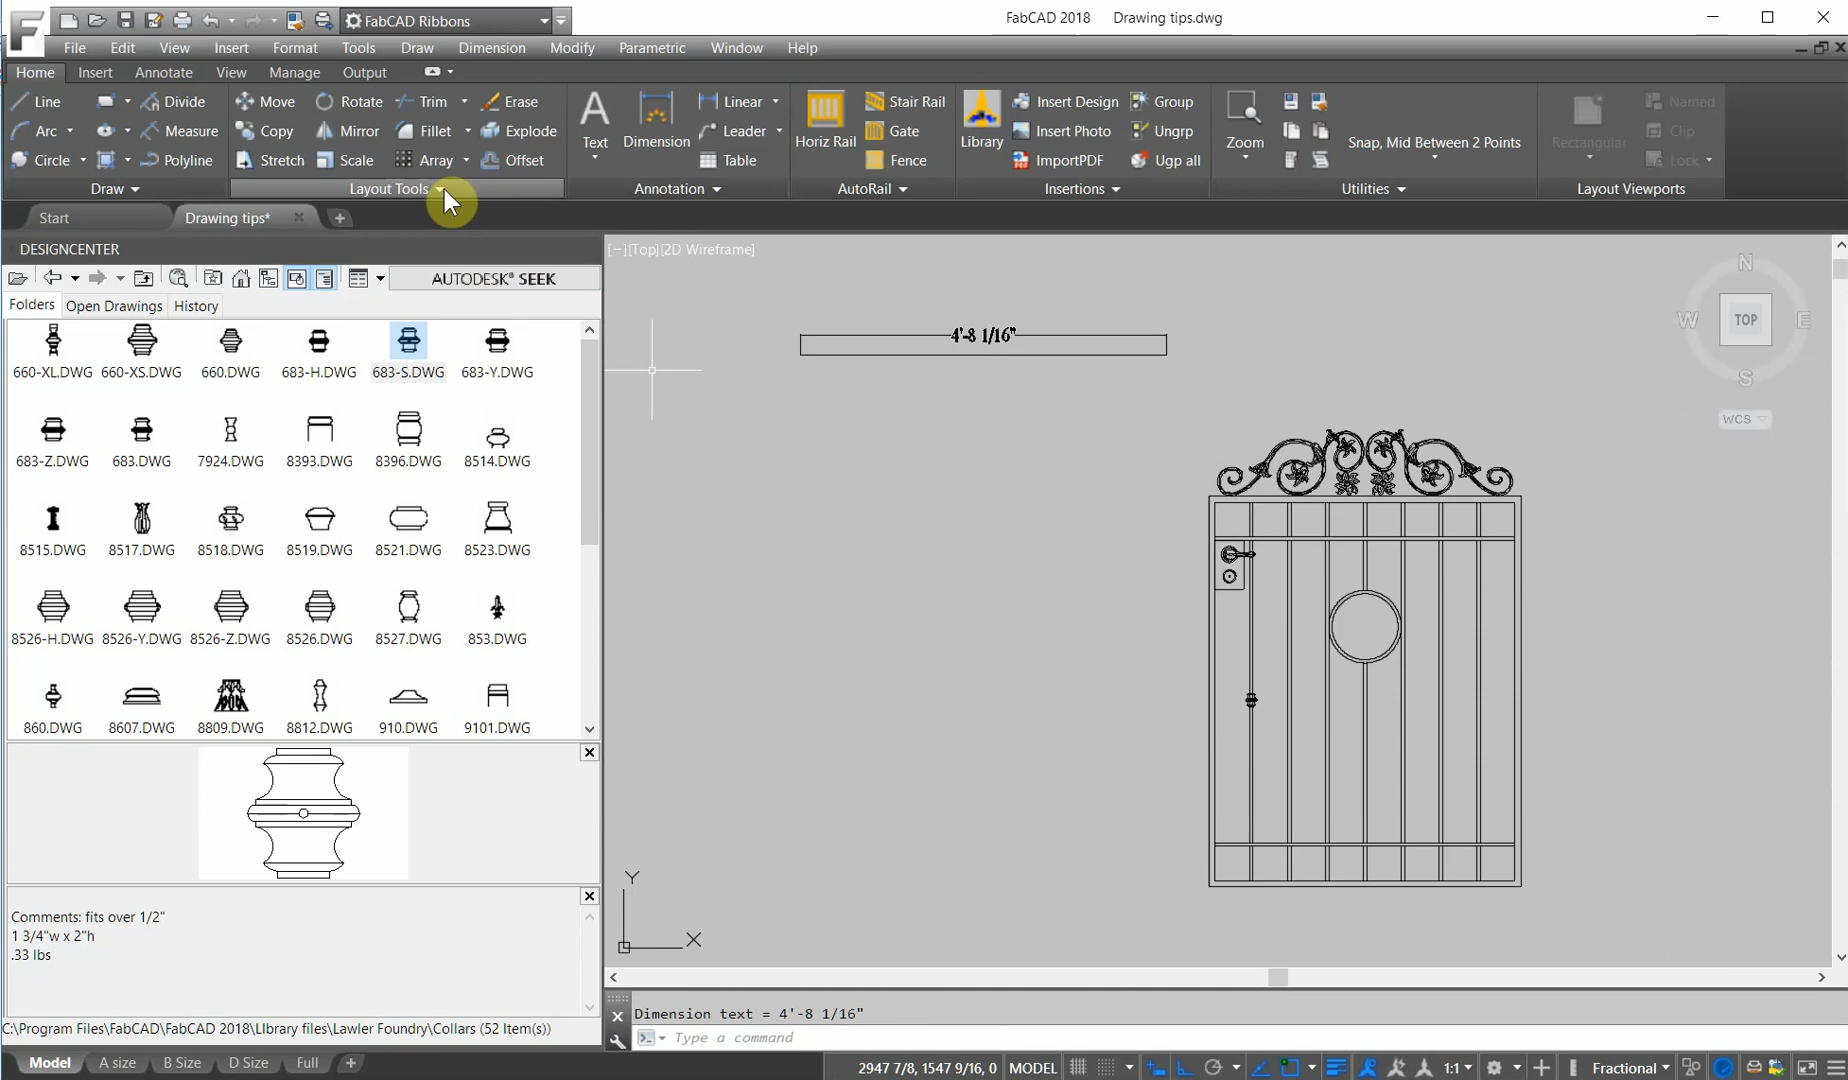 F
FabCAD Ribbons
FabCAD 2018 Drawing tips.dwg
File Edit View Insert Format Tools Draw Dimension Modify Parametric Window Help
Home Insert Annotate View Manage Output
Line Divide Move Rotate Trim Erase Linear Stair Rail Insert Design Group Named
Arc Measure Copy Mirror Fillet Explode Text Dimension Leader Horiz Rail Gate Library Insert Photo Ungrp Zoom Snap, Mid Between 2 Points Rectangular Clip
Circle Polyline Stretch Scale Array Offset Table Fence ImportPDF Ugp all Lock
Draw Layout Tools Annotation AutoRail Insertions Utilities Layout Viewports
Start Drawing tips*
DESIGNCENTER
AUTODESK® SEEK
Folders Open Drawings History
660-XL.DWG 660-XS.DWG 660.DWG 683-H.DWG 683-S.DWG 683-Y.DWG
683-Z.DWG 683.DWG 7924.DWG 8393.DWG 8396.DWG 8514.DWG
8515.DWG 8517.DWG 8518.DWG 8519.DWG 8521.DWG 8523.DWG
8526-H.DWG 8526-Y.DWG 8526-Z.DWG 8526.DWG 8527.DWG 853.DWG
860.DWG 8607.DWG 8809.DWG 8812.DWG 910.DWG 9101.DWG
Comments: fits over 1/2"
1 3/4"w x 2"h
.33 lbs
C:\Program Files\FabCAD\FabCAD 2018\LIbrary files\Lawler Foundry\Collars (52 Item(s))
[−][Top][2D Wireframe]
4'-8 1/16"
N
W TOP E
S
WCS
Y
X
Dimension text = 4'-8 1/16"
Type a command
Model A size B Size D Size Full
2947 7/8, 1547 9/16, 0 MODEL 1:1 Fractional